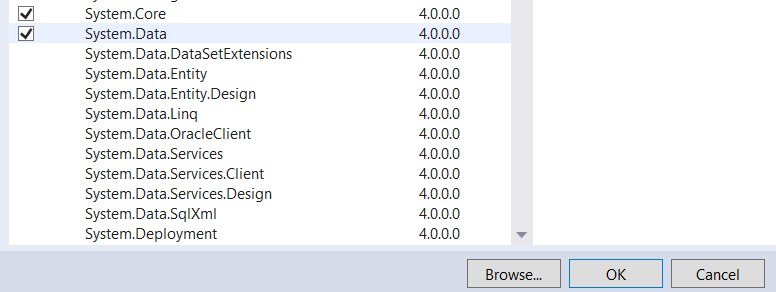 System.Core 4.0.0.0
System.Data 4.0.0.0
System.Data.DataSetExtensions 4.0.0.0
System.Data.Entity 4.0.0.0
System.Data.Entity.Design 4.0.0.0
System.Data.Linq 4.0.0.0
System.Data.OracleClient 4.0.0.0
System.Data.Services 4.0.0.0
System.Data.Services.Client 4.0.0.0
System.Data.Services.Design 4.0.0.0
System.Data.SqlXml 4.0.0.0
System.Deployment 4.0.0.0
Browse... OK Cancel